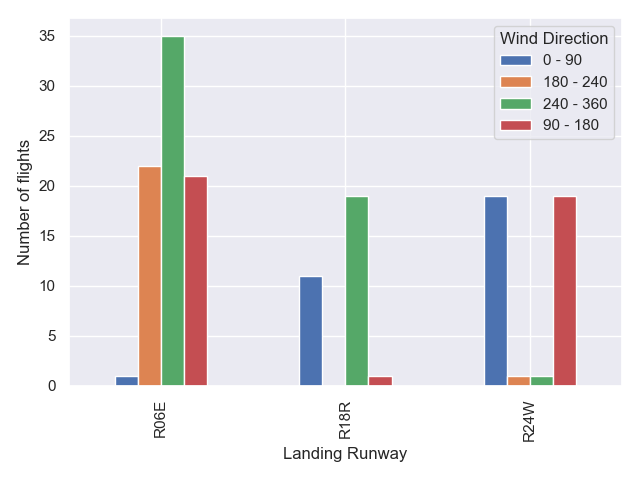 Wind Direction
0 - 90
180 - 240
240 - 360
90 - 180
Number of flights
35
30
25
20
15
10
5
0
R06E
R18R
R24W
Landing Runway